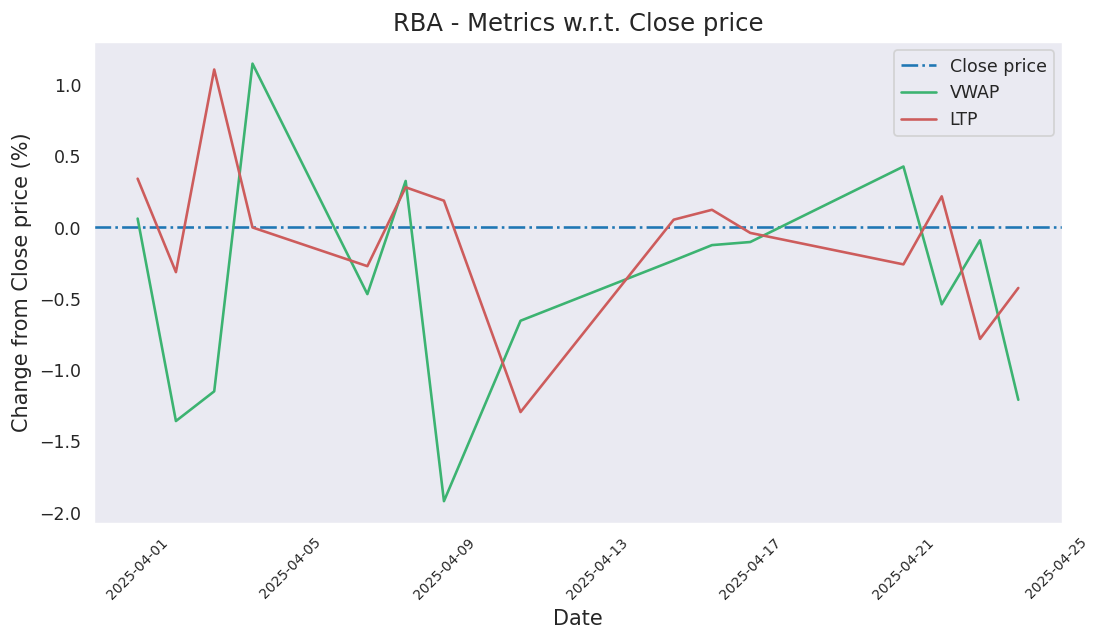 RBA - Metrics w.r.t. Close price
Change from Close price (%)
1.0
0.5
0.0
−0.5
−1.0
−1.5
−2.0
Close price
VWAP
LTP
2025-04-01
2025-04-05
2025-04-09
2025-04-13
2025-04-17
2025-04-21
2025-04-25
Date